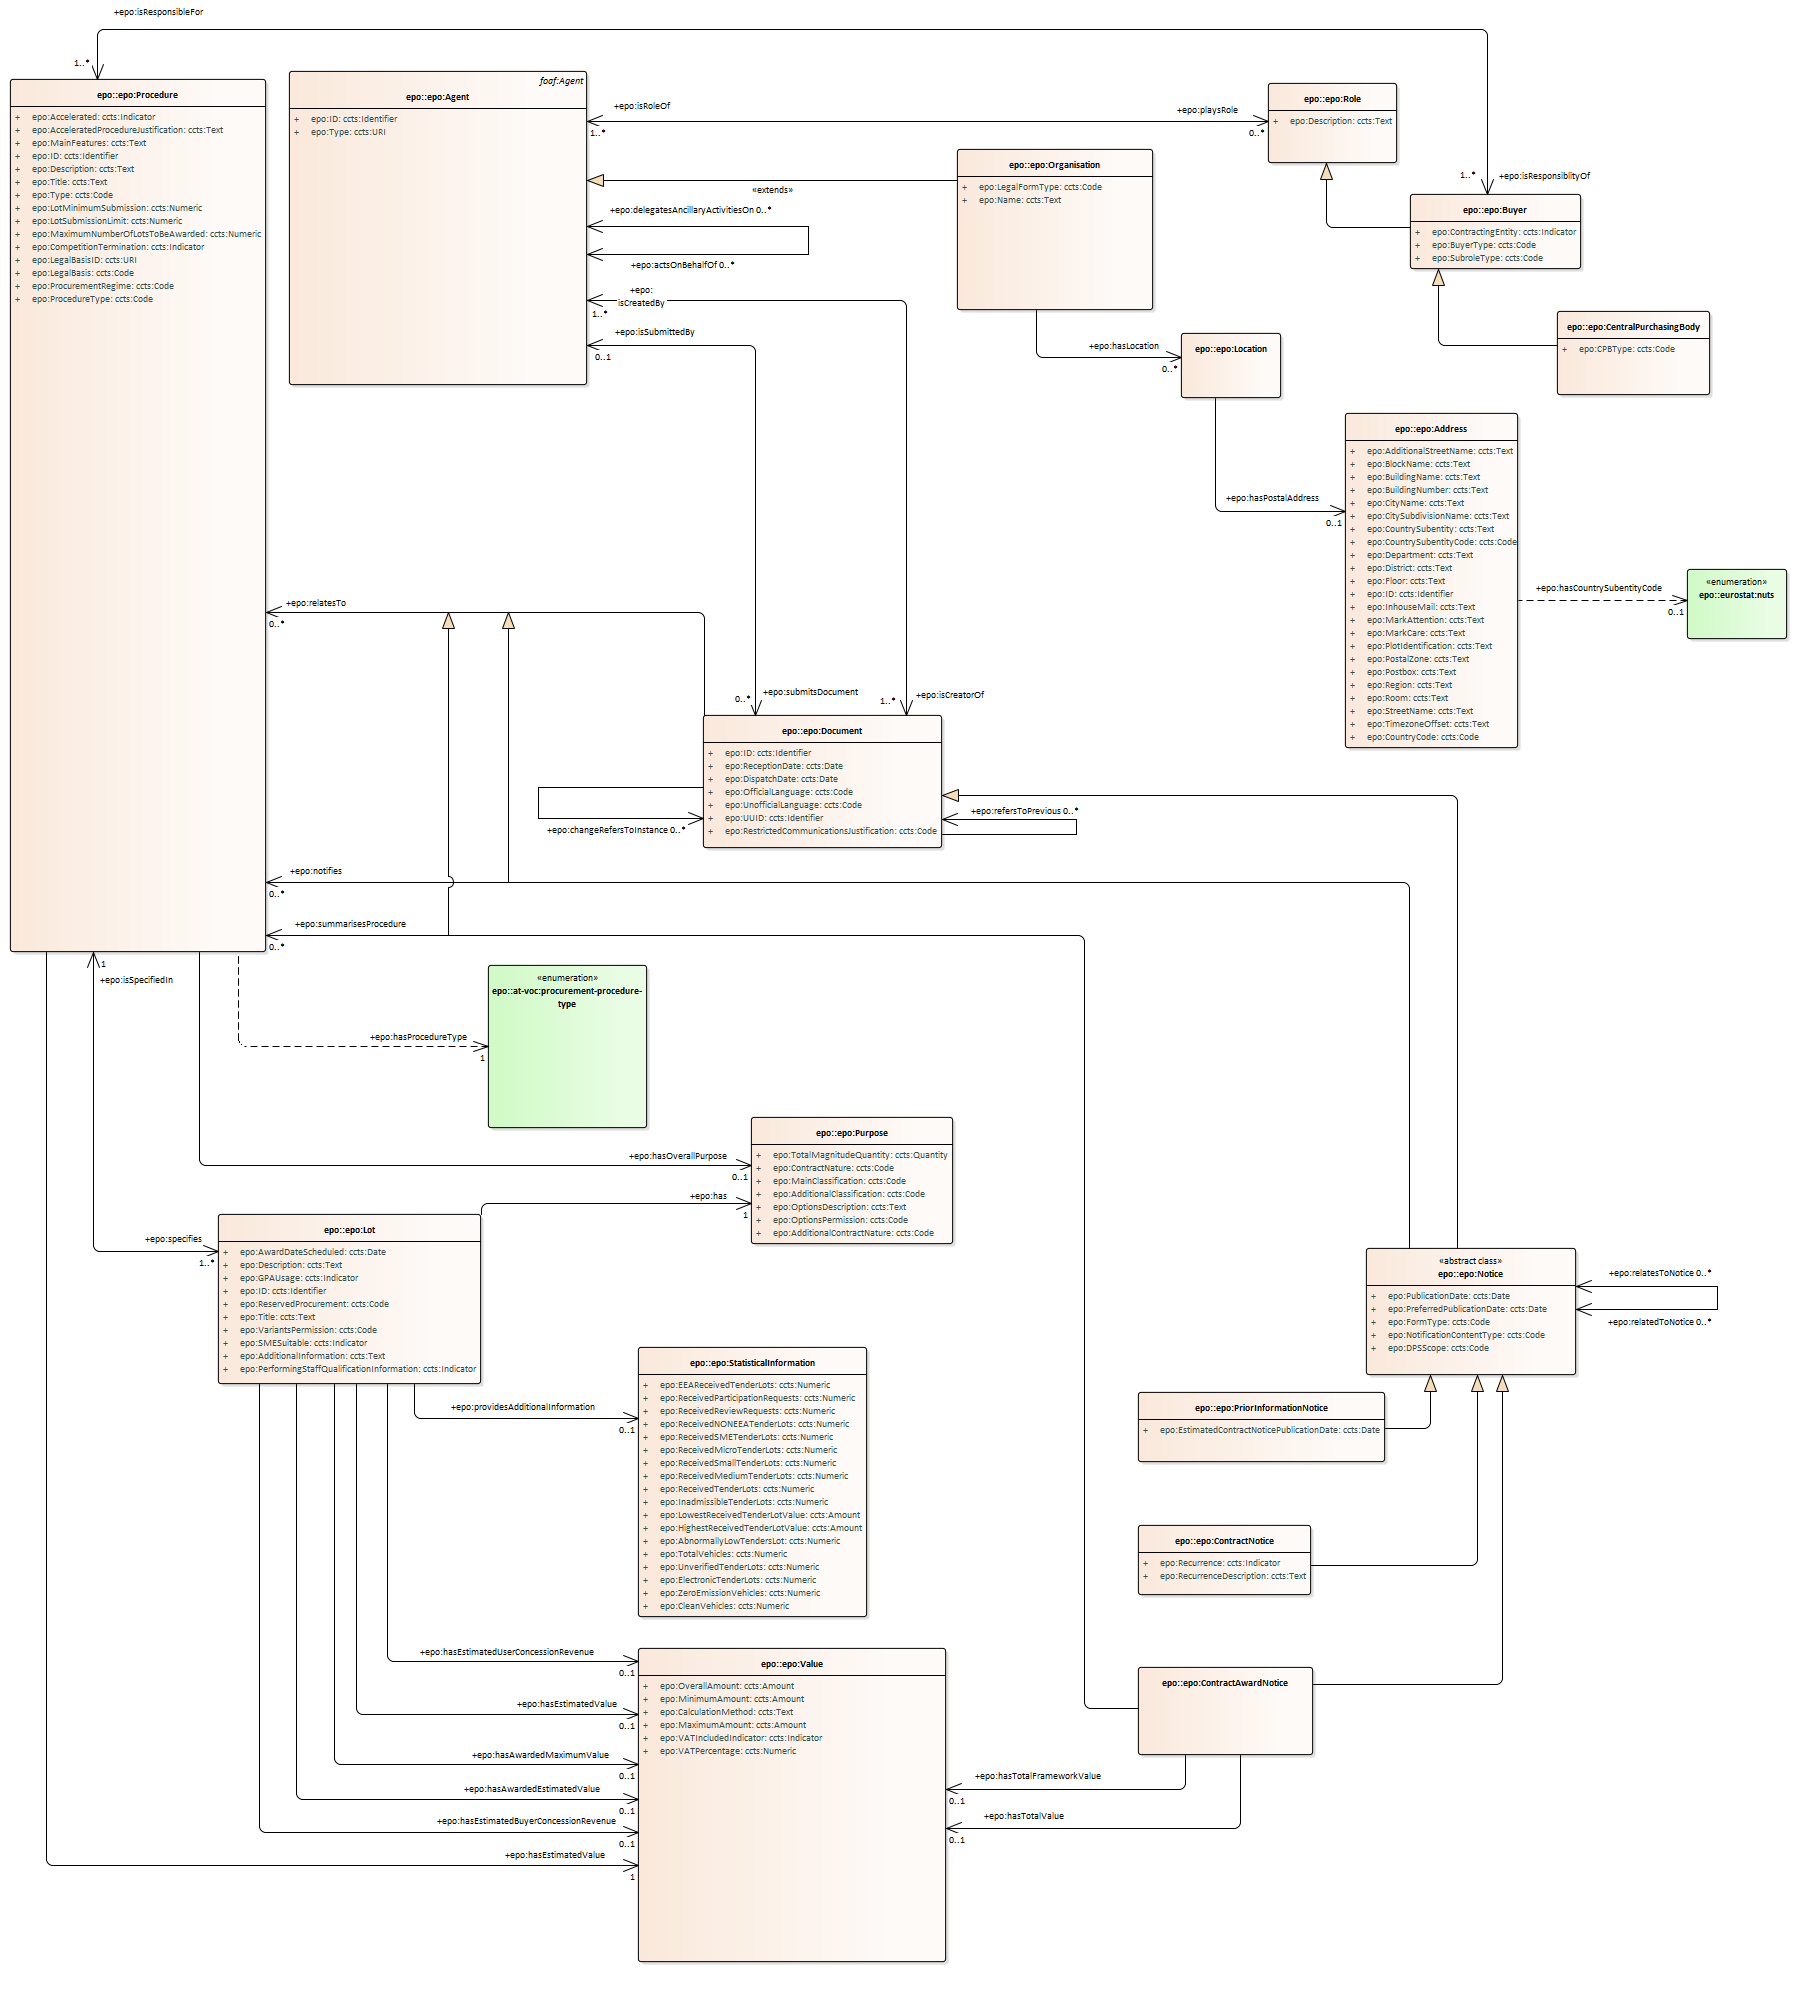 +epo:isResponsibleFor
1..*
epo::epo:Procedure
+ epo:Accelerated: ccts:Indicator
+ epo:AcceleratedProcedureJustification: ccts:Text
+ epo:MainFeatures: ccts:Text
+ epo:ID: ccts:Identifier
+ epo:Description: ccts:Text
+ epo:Title: ccts:Text
+ epo:Type: ccts:Code
+ epo:LotMinimumSubmission: ccts:Numeric
+ epo:LotSubmissionLimit: ccts:Numeric
+ epo:MaximumNumberOfLotsToBeAwarded: ccts:Numeric
+ epo:CompetitionTermination: ccts:Indicator
+ epo:LegalBasisID: ccts:URI
+ epo:LegalBasis: ccts:Code
+ epo:ProcurementRegime: ccts:Code
+ epo:ProcedureType: ccts:Code
foaf:Agent
epo::epo:Agent
+ epo:ID: ccts:Identifier
+ epo:Type: ccts:URI
+epo:isRoleOf
1..*
+epo:playsRole
0..*
epo::epo:Role
+ epo:Description: ccts:Text
epo::epo:Organisation
+ epo:LegalFormType: ccts:Code
+ epo:Name: ccts:Text
«extends»
+epo:delegatesAncillaryActivitiesOn 0..*
+epo:actsOnBehalfOf 0..*
+epo:
isCreatedBy
1..*
+epo:isSubmittedBy
0..1
1..*
+epo:isResponsiblityOf
epo::epo:Buyer
+ epo:ContractingEntity: ccts:Indicator
+ epo:BuyerType: ccts:Code
+ epo:SubroleType: ccts:Code
epo::epo:CentralPurchasingBody
+ epo:CPBType: ccts:Code
+epo:hasLocation
0..*
epo::epo:Location
+epo:hasPostalAddress
0..1
epo::epo:Address
+ epo:AdditionalStreetName: ccts:Text
+ epo:BlockName: ccts:Text
+ epo:BuildingName: ccts:Text
+ epo:BuildingNumber: ccts:Text
+ epo:CityName: ccts:Text
+ epo:CitySubdivisionName: ccts:Text
+ epo:CountrySubentity: ccts:Text
+ epo:CountrySubentityCode: ccts:Code
+ epo:Department: ccts:Text
+ epo:District: ccts:Text
+ epo:Floor: ccts:Text
+ epo:ID: ccts:Identifier
+ epo:InhouseMail: ccts:Text
+ epo:MarkAttention: ccts:Text
+ epo:MarkCare: ccts:Text
+ epo:PlotIdentification: ccts:Text
+ epo:PostalZone: ccts:Text
+ epo:Postbox: ccts:Text
+ epo:Region: ccts:Text
+ epo:Room: ccts:Text
+ epo:StreetName: ccts:Text
+ epo:TimezoneOffset: ccts:Text
+ epo:CountryCode: ccts:Code
+epo:hasCountrySubentityCode
0..1
«enumeration»
epo::eurostat:nuts
+epo:relatesTo
0..*
0..*
+epo:submitsDocument
1..*
+epo:isCreatorOf
epo::epo:Document
+ epo:ID: ccts:Identifier
+ epo:ReceptionDate: ccts:Date
+ epo:DispatchDate: ccts:Date
+ epo:OfficialLanguage: ccts:Code
+ epo:UnofficialLanguage: ccts:Code
+ epo:UUID: ccts:Identifier
+ epo:RestrictedCommunicationsJustification: ccts:Code
+epo:changeRefersToInstance 0..*
+epo:refersToPrevious 0..*
+epo:notifies
0..*
+epo:summarisesProcedure
0..*
1
+epo:isSpecifiedIn
«enumeration»
epo::at-voc:procurement-procedure-
type
+epo:hasProcedureType
1
epo::epo:Purpose
+ epo:TotalMagnitudeQuantity: ccts:Quantity
+ epo:ContractNature: ccts:Code
+ epo:MainClassification: ccts:Code
+ epo:AdditionalClassification: ccts:Code
+ epo:OptionsDescription: ccts:Text
+ epo:OptionsPermission: ccts:Code
+ epo:AdditionalContractNature: ccts:Code
+epo:hasOverallPurpose
0..1
+epo:has
1
+epo:specifies
1..*
epo::epo:Lot
+ epo:AwardDateScheduled: ccts:Date
+ epo:Description: ccts:Text
+ epo:GPAUsage: ccts:Indicator
+ epo:ID: ccts:Identifier
+ epo:ReservedProcurement: ccts:Code
+ epo:Title: ccts:Text
+ epo:VariantsPermission: ccts:Code
+ epo:SMESuitable: ccts:Indicator
+ epo:AdditionalInformation: ccts:Text
+ epo:PerformingStaffQualificationInformation: ccts:Indicator
«abstract class»
epo::epo:Notice
+ epo:PublicationDate: ccts:Date
+ epo:PreferredPublicationDate: ccts:Date
+ epo:FormType: ccts:Code
+ epo:NotificationContentType: ccts:Code
+ epo:DPSScope: ccts:Code
+epo:relatesToNotice 0..*
+epo:relatedToNotice 0..*
+epo:providesAdditionalInformation
0..1
epo::epo:StatisticalInformation
+ epo:EEAReceivedTenderLots: ccts:Numeric
+ epo:ReceivedParticipationRequests: ccts:Numeric
+ epo:ReceivedReviewRequests: ccts:Numeric
+ epo:ReceivedNONEEATenderLots: ccts:Numeric
+ epo:ReceivedSMETenderLots: ccts:Numeric
+ epo:ReceivedMicroTenderLots: ccts:Numeric
+ epo:ReceivedSmallTenderLots: ccts:Numeric
+ epo:ReceivedMediumTenderLots: ccts:Numeric
+ epo:ReceivedTenderLots: ccts:Numeric
+ epo:InadmissibleTenderLots: ccts:Numeric
+ epo:LowestReceivedTenderLotValue: ccts:Amount
+ epo:HighestReceivedTenderLotValue: ccts:Amount
+ epo:AbnormallyLowTendersLot: ccts:Numeric
+ epo:TotalVehicles: ccts:Numeric
+ epo:UnverifiedTenderLots: ccts:Numeric
+ epo:ElectronicTenderLots: ccts:Numeric
+ epo:ZeroEmissionVehicles: ccts:Numeric
+ epo:CleanVehicles: ccts:Numeric
epo::epo:PriorInformationNotice
+ epo:EstimatedContractNoticePublicationDate: ccts:Date
epo::epo:ContractNotice
+ epo:Recurrence: ccts:Indicator
+ epo:RecurrenceDescription: ccts:Text
epo::epo:ContractAwardNotice
epo::epo:Value
+ epo:OverallAmount: ccts:Amount
+ epo:MinimumAmount: ccts:Amount
+ epo:CalculationMethod: ccts:Text
+ epo:MaximumAmount: ccts:Amount
+ epo:VATIncludedIndicator: ccts:Indicator
+ epo:VATPercentage: ccts:Numeric
+epo:hasEstimatedUserConcessionRevenue
0..1
+epo:hasEstimatedValue
0..1
+epo:hasAwardedMaximumValue
0..1
+epo:hasAwardedEstimatedValue
0..1
+epo:hasEstimatedBuyerConcessionRevenue
0..1
+epo:hasEstimatedValue
1
+epo:hasTotalFrameworkValue
0..1
+epo:hasTotalValue
0..1